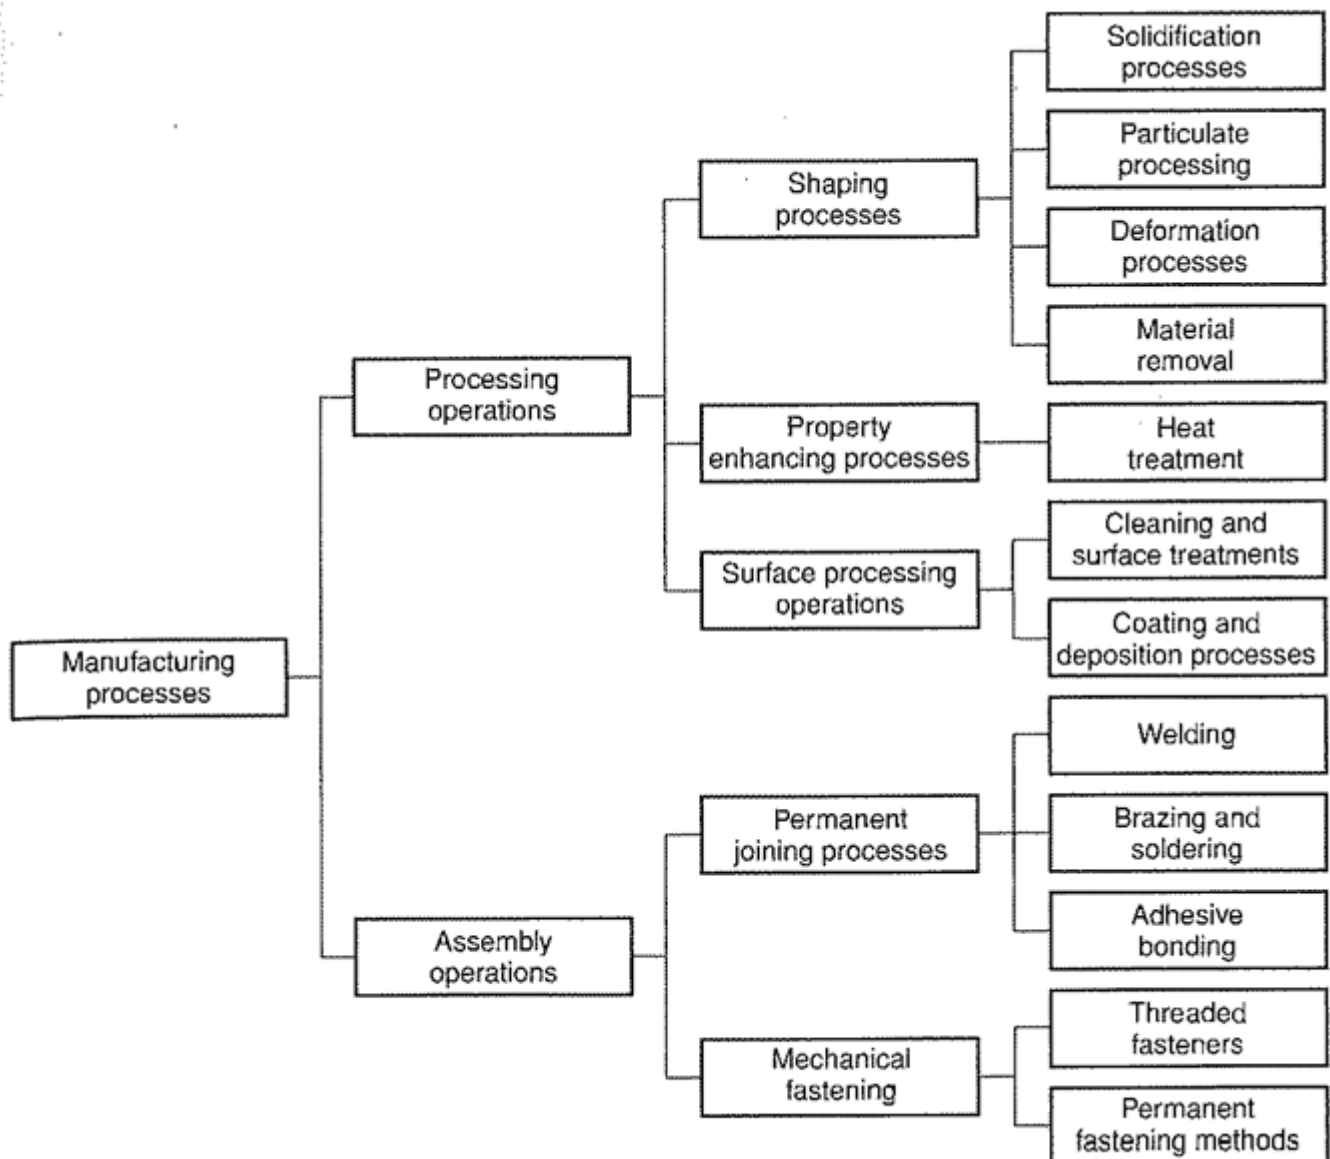 Solidification
processes
Particulate
processing
Shaping
processes
Deformation
processes
Material
removal
Processing
operations
Property
enhancing processes
Heat
treatment
Cleaning and
surface treatments
Surface processing
operations
Coating and
deposition processes
Manufacturing
processes
Welding
Permanent
joining processes
Brazing and
soldering
Adhesive
bonding
Assembly
operations
Threaded
fasteners
Mechanical
fastening
Permanent
fastening methods